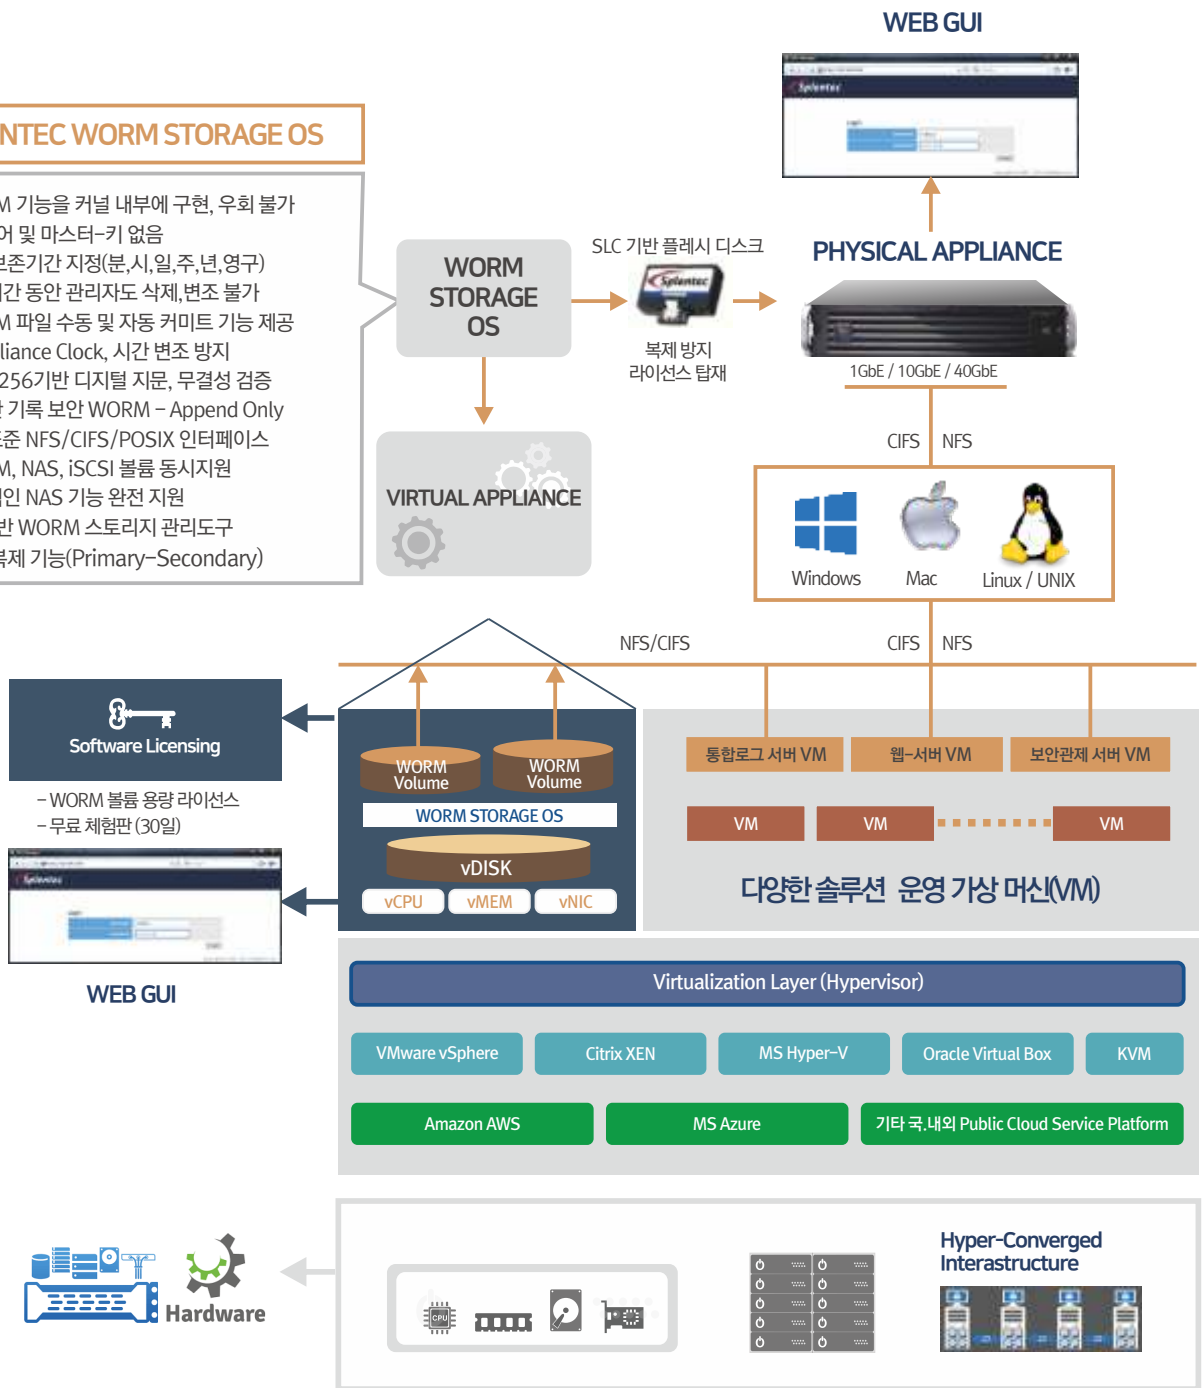 WEB GUI
Splentec
NTEC WORM STORAGE OS
M 기능을 커널 내부에 구현, 우회 불가
어 및 마스터-키 없음
보존기간 지정(분,시,일,주,년,영구)
간 동안 관리자도 삭제,변조 불가
M 파일 수동 및 자동 커미트 기능 제공
liance Clock, 시간 변조 방지
256기반 디지털 지문, 무결성 검증
기록 보안 WORM - Append Only
표준 NFS/CIFS/POSIX 인터페이스
M, NAS, iSCSI 볼륨 동시지원
인 NAS 기능 완전 지원
반 WORM 스토리지 관리도구
복제 기능(Primary-Secondary)
WORM
STORAGE
OS
SLC 기반 플레시 디스크
Splentec
복제 방지
라이선스 탑재
PHYSICAL APPLIANCE
1GbE / 10GbE / 40GbE
VIRTUAL APPLIANCE
CIFS NFS
Windows Mac Linux / UNIX
NFS/CIFS CIFS NFS
Software Licensing
- WORM 볼륨 용량 라이선스
- 무료 체험판 (30일)
Splentec
WEB GUI
WORM
Volume
WORM
Volume
WORM STORAGE OS
vDISK
vCPU vMEM vNIC
통합로그 서버 VM 웹-서버 VM 보안관제 서버 VM
VM VM VM
다양한 솔루션 운영 가상 머신(VM)
Virtualization Layer (Hypervisor)
VMware vSphere Citrix XEN MS Hyper-V Oracle Virtual Box KVM
Amazon AWS MS Azure 기타 국.내외 Public Cloud Service Platform
Hardware
CPU
Hyper-Converged
Interastructure